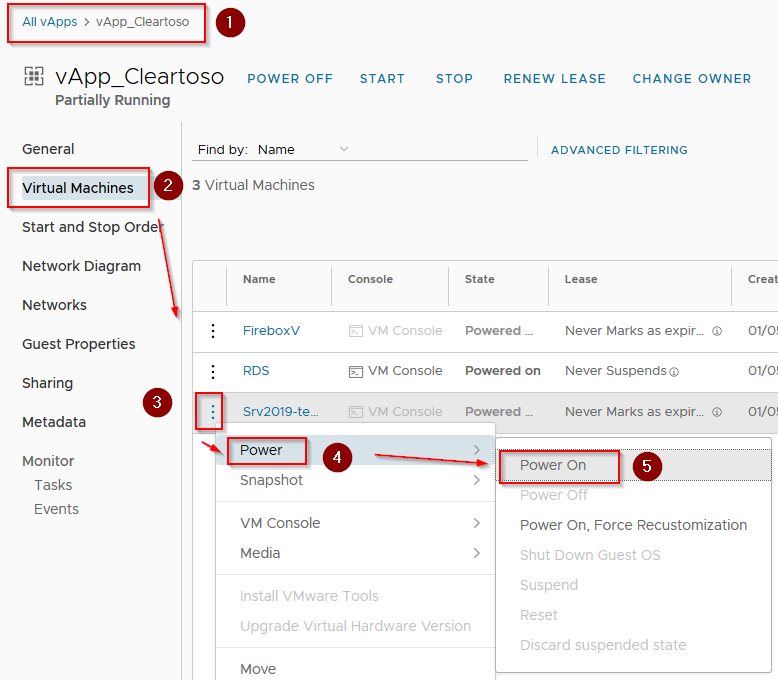 All vApps > vApp_Cleartoso 1
vApp_Cleartoso POWER OFF START STOP RENEW LEASE CHANGE OWNER
Partially Running
General
Virtual Machines 2
Start and Stop Order
Network Diagram
Networks
Guest Properties
Sharing
Metadata
Monitor
Tasks
Events
Find by: Name ADVANCED FILTERING
3 Virtual Machines
Name Console State Lease Creat
FireboxV VM Console Powered ... Never Marks as expir... 01/05
RDS VM Console Powered on Never Suspends 01/05
3 Srv2019-te... VM Console Powered ... Never Marks as expir... 01/05
Power 4
Snapshot
VM Console
Media
Install VMware Tools
Upgrade Virtual Hardware Version
Move
Power On 5
Power Off
Power On, Force Recustomization
Shut Down Guest OS
Suspend
Reset
Discard suspended state